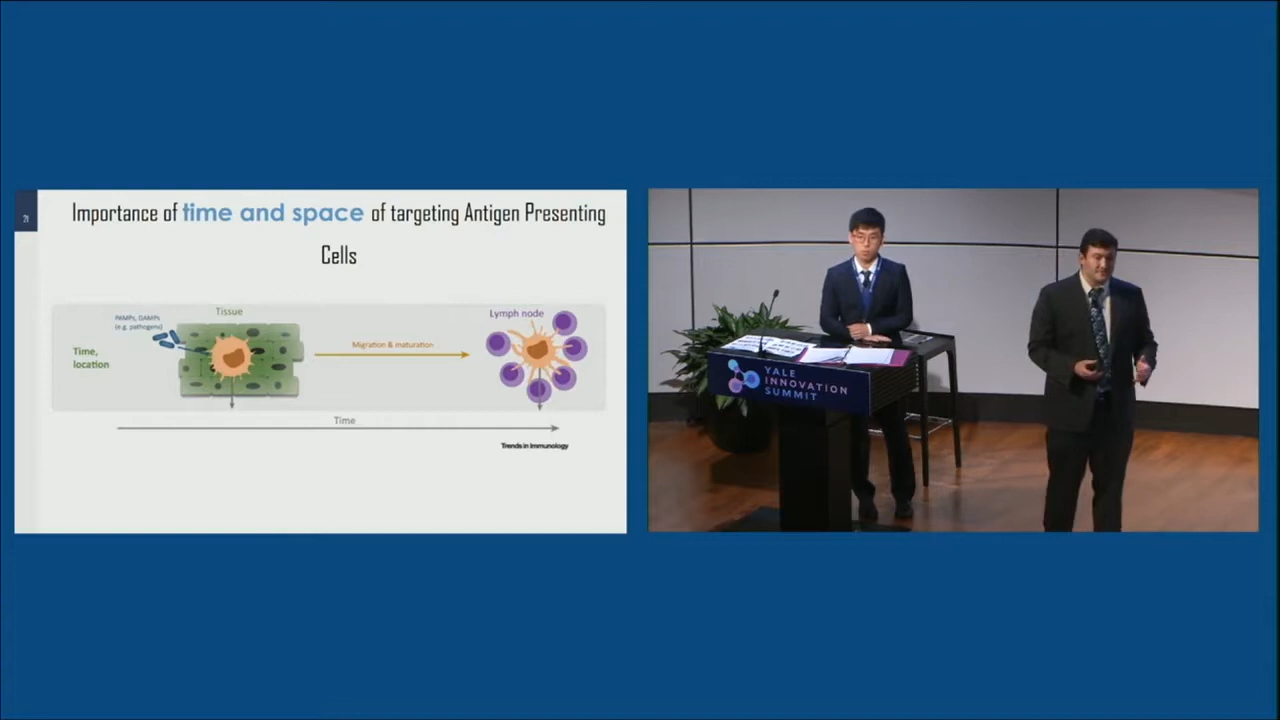 21
Importance of time and space of targeting Antigen Presenting
Cells
Tissue
Lymph node
PAMPs, DAMPs
(e.g. pathogens)
Time,
location
Migration & maturation
Time
Trends in Immunology
YALE
INNOVATION
SUMMIT